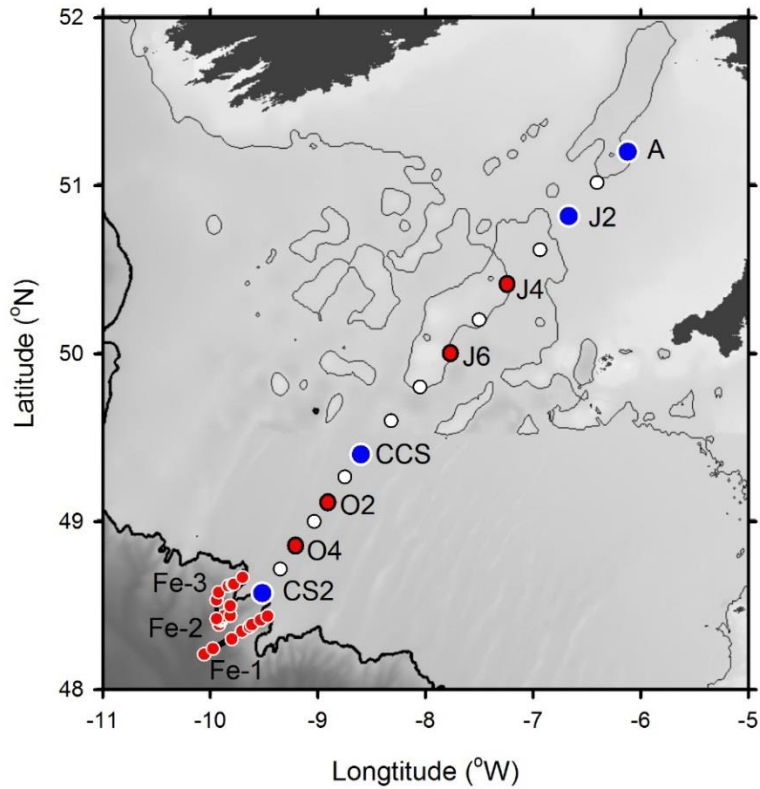 52
A
51
J2
J4
50
J6
CCS
O2
49
O4
Fe-3
CS2
Fe-2
Fe-1
48
-11 -10 -9 -8 -7 -6 -5
Latitude (°N)
Longtitude (°W)